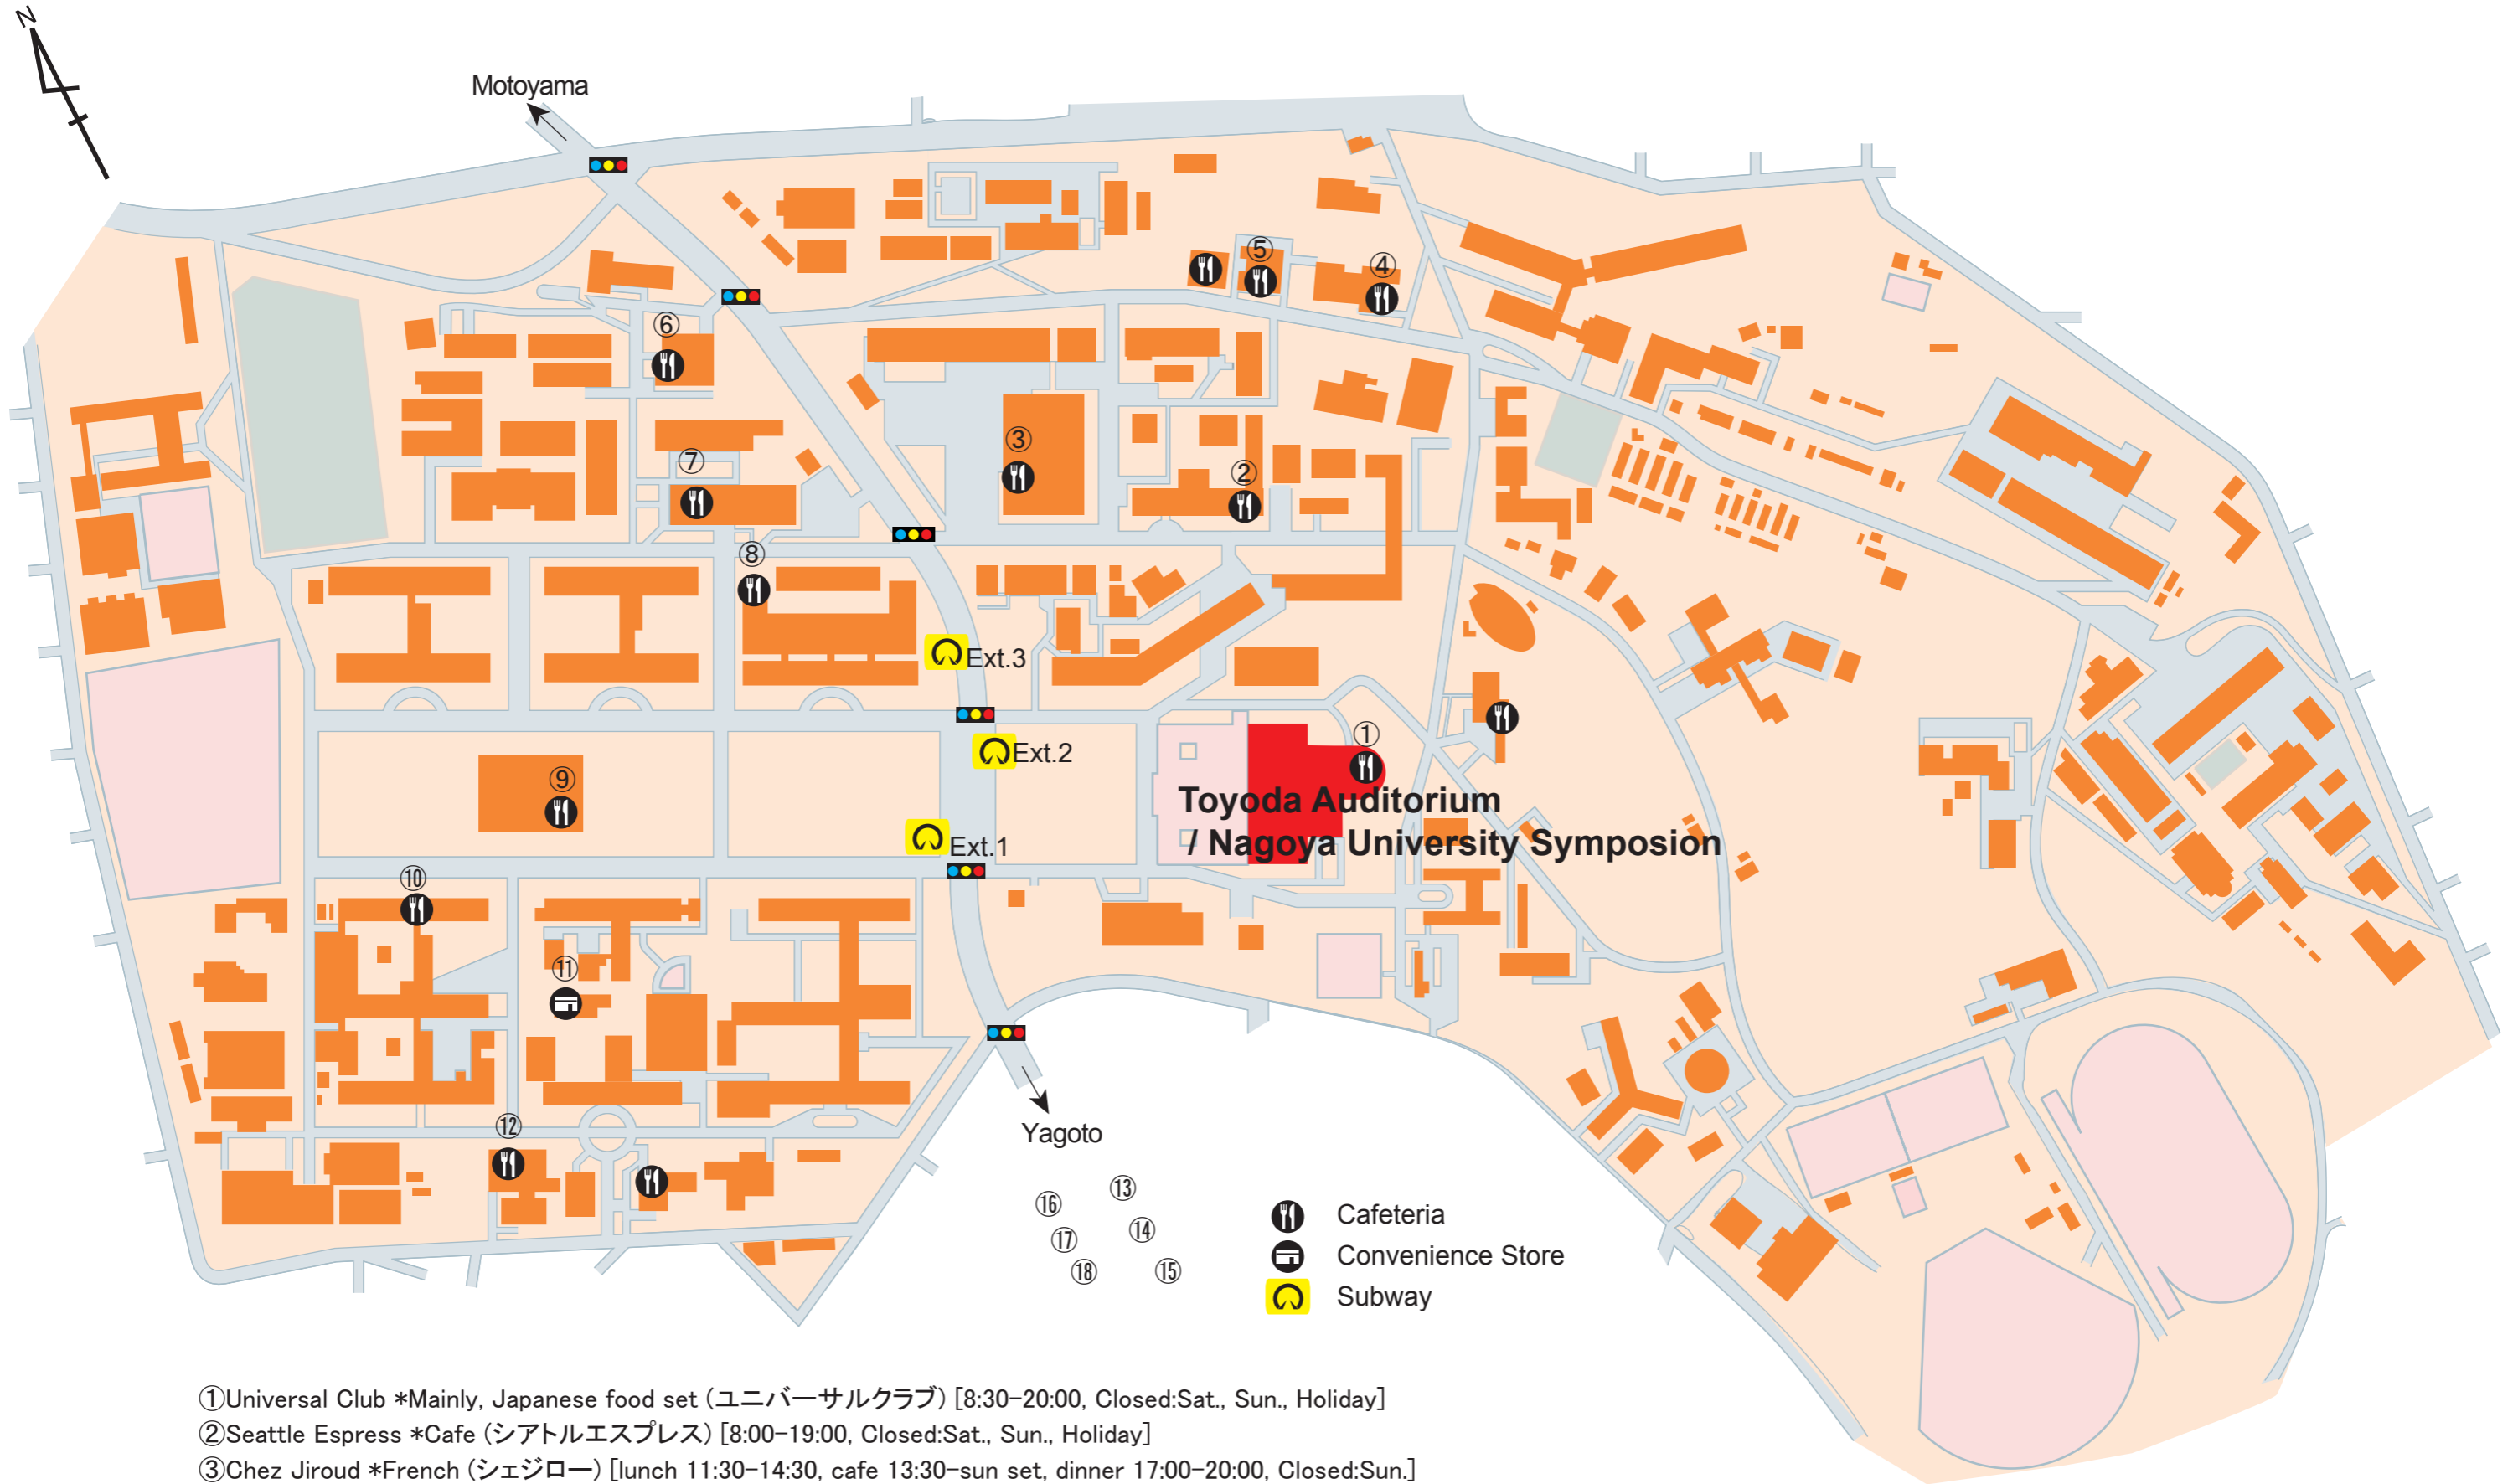 N
Motoyama
⑤
④
⑥
③
⑦
②
⑧
Ext.3
①
Ext.2
⑨
Toyoda Auditorium
/ Nagoya University Symposion
Ext.1
⑩
⑪
⑫
Yagoto
⑬
⑯
⑭
⑰
⑱
⑮
Cafeteria
Convenience Store
Subway
①Universal Club *Mainly, Japanese food set (ユニバーサルクラブ) [8:30-20:00, Closed:Sat., Sun., Holiday]
②Seattle Espress *Cafe (シアトルエスプレス) [8:00-19:00, Closed:Sat., Sun., Holiday]
③Chez Jiroud *French (シェジロー) [lunch 11:30-14:30, cafe 13:30-sun set, dinner 17:00-20:00, Closed:Sun.]